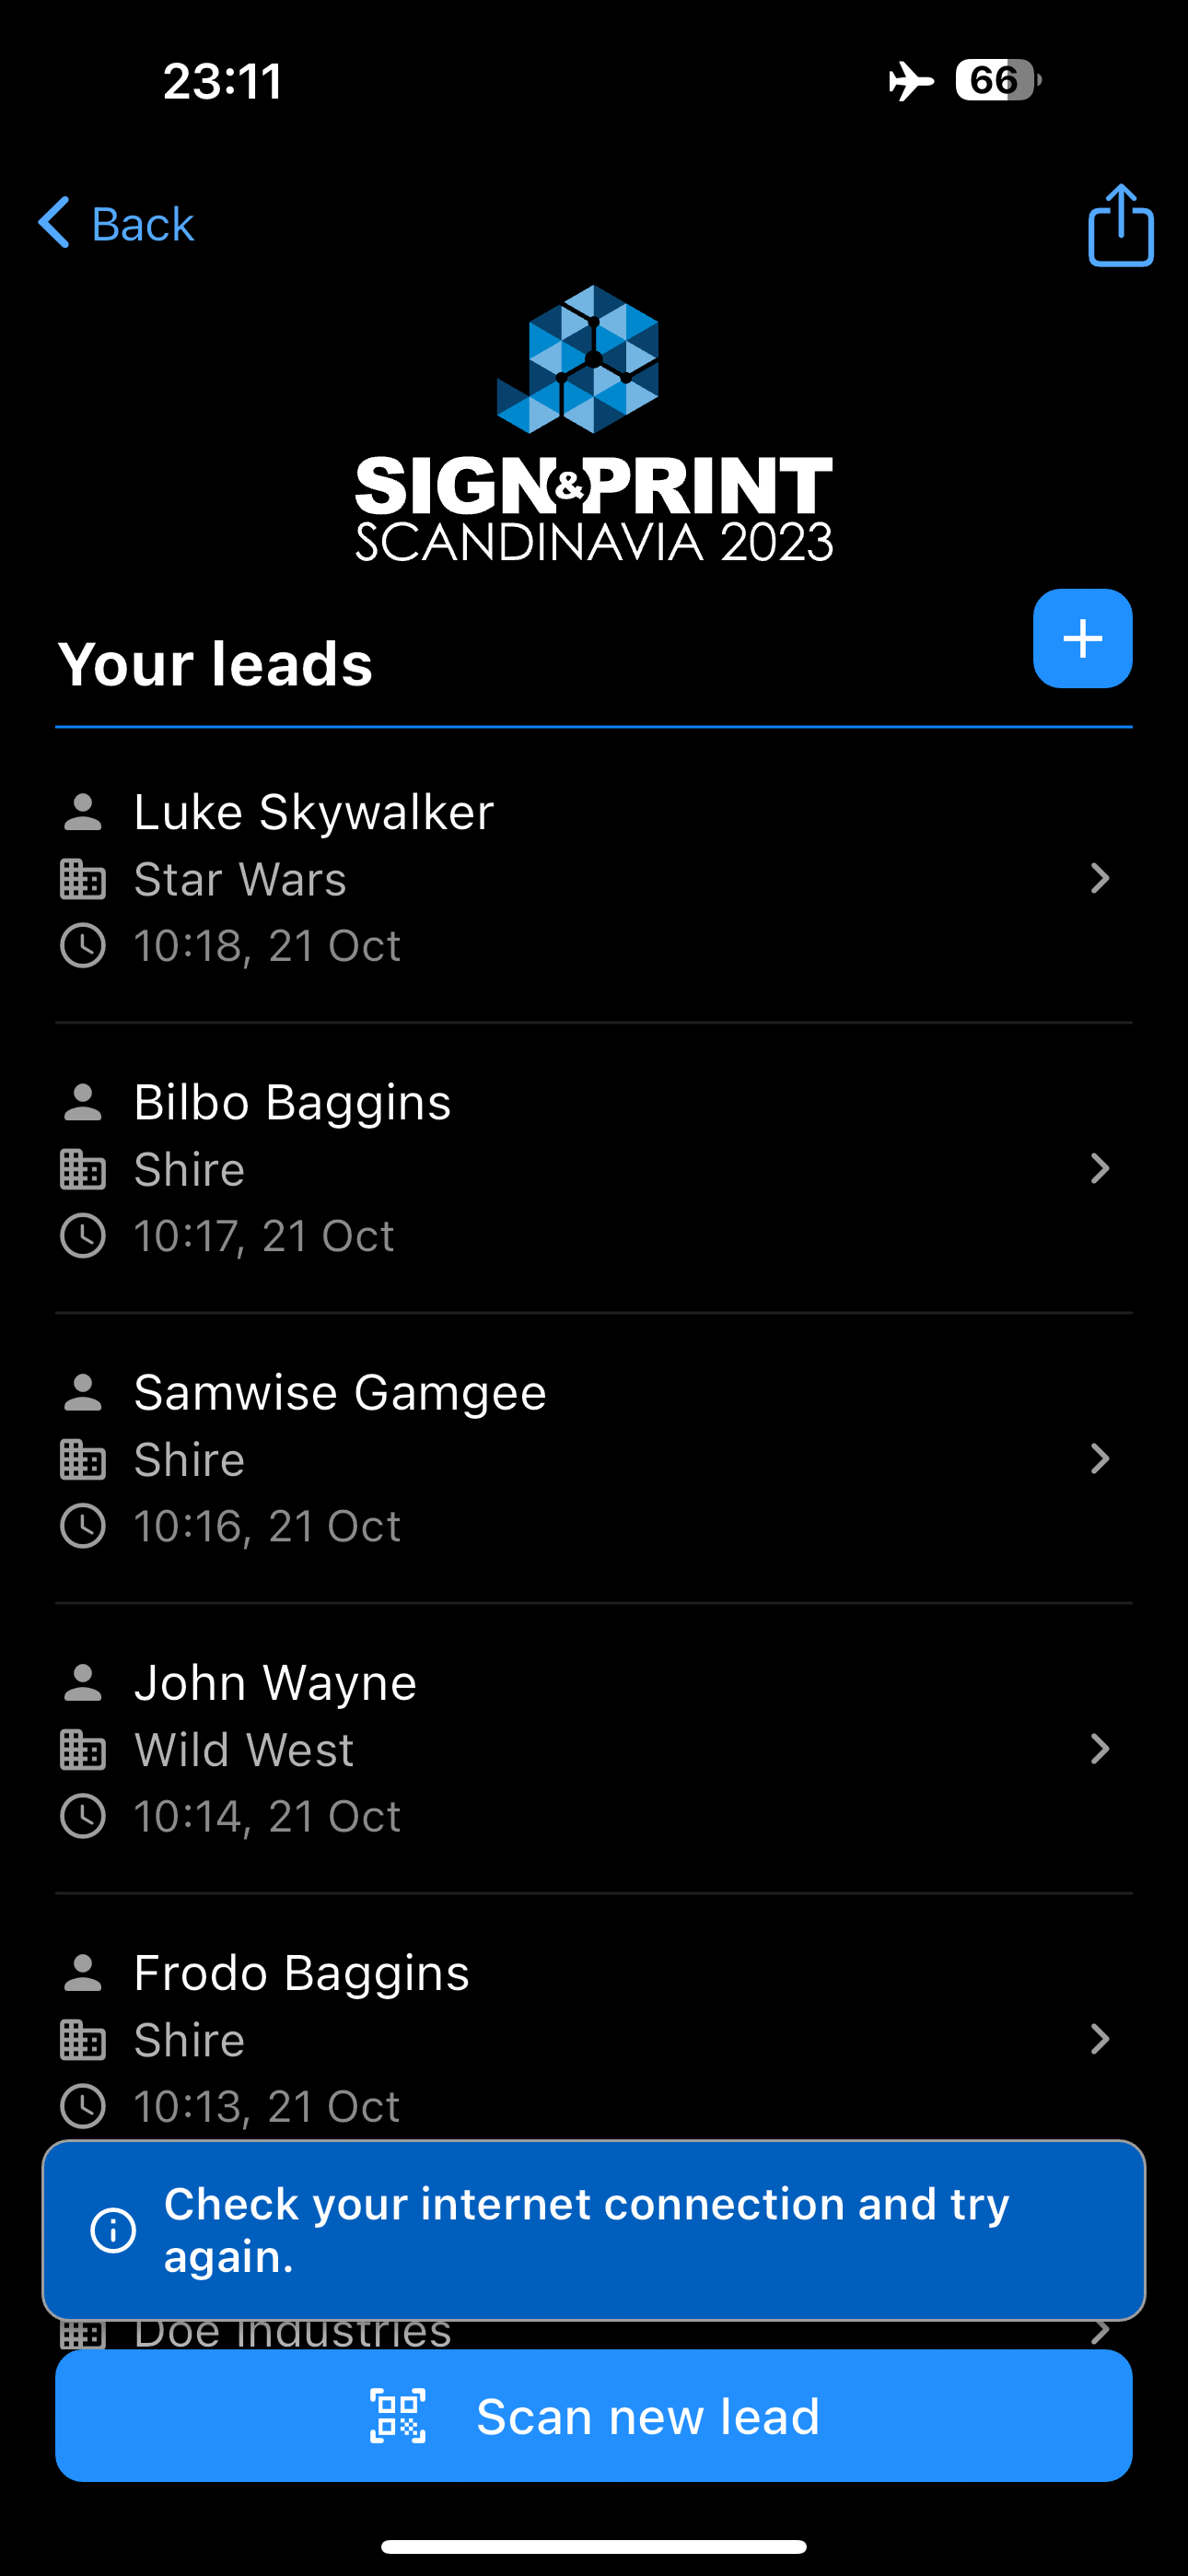 23:11
66
Back
SIGN&PRINT
SCANDINAVIA 2023
Your leads
Luke Skywalker
Star Wars
10:18, 21 Oct
Bilbo Baggins
Shire
10:17, 21 Oct
Samwise Gamgee
Shire
10:16, 21 Oct
John Wayne
Wild West
10:14, 21 Oct
Frodo Baggins
Shire
10:13, 21 Oct
Check your internet connection and try
again.
Doe Industries
Scan new lead